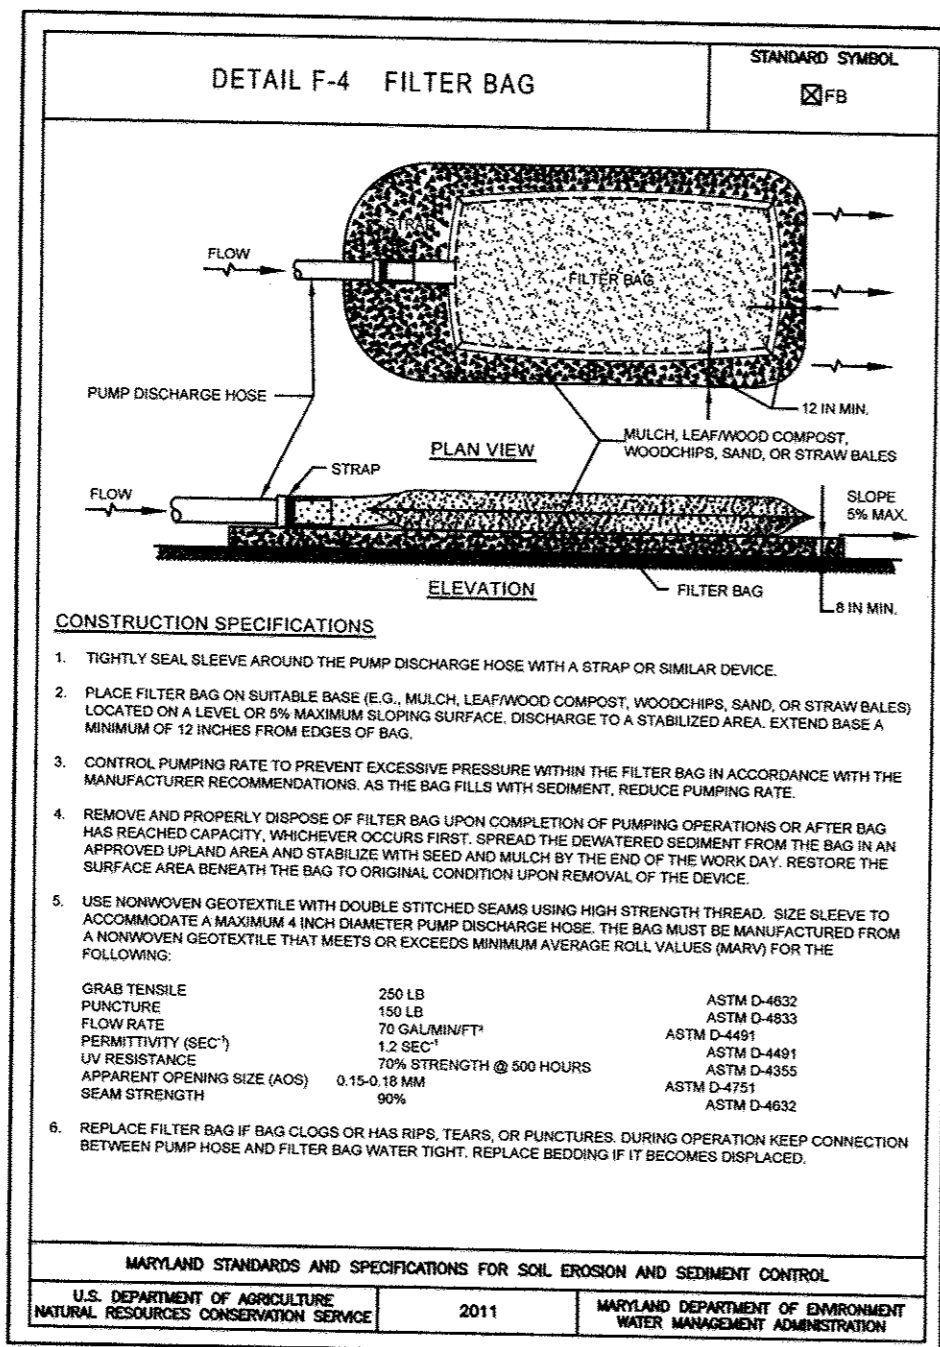 DETAIL F-4 FILTER BAG
STANDARD SYMBOL
☒FB
STRAP
FLOW
FILTER BAG
PUMP DISCHARGE HOSE
12 IN MIN.
PLAN VIEW
MULCH, LEAF/WOOD COMPOST,
WOODCHIPS, SAND, OR STRAW BALES
STRAP
FLOW
SLOPE
5% MAX.
ELEVATION
FILTER BAG
8 IN MIN.
CONSTRUCTION SPECIFICATIONS
1. TIGHTLY SEAL SLEEVE AROUND THE PUMP DISCHARGE HOSE WITH A STRAP OR SIMILAR DEVICE.
2. PLACE FILTER BAG ON SUITABLE BASE (E.G., MULCH, LEAF/WOOD COMPOST, WOODCHIPS, SAND, OR STRAW BALES)
LOCATED ON A LEVEL OR 5% MAXIMUM SLOPING SURFACE. DISCHARGE TO A STABILIZED AREA. EXTEND BASE A
MINIMUM OF 12 INCHES FROM EDGES OF BAG.
3. CONTROL PUMPING RATE TO PREVENT EXCESSIVE PRESSURE WITHIN THE FILTER BAG IN ACCORDANCE WITH THE
MANUFACTURER RECOMMENDATIONS. AS THE BAG FILLS WITH SEDIMENT, REDUCE PUMPING RATE.
4. REMOVE AND PROPERLY DISPOSE OF FILTER BAG UPON COMPLETION OF PUMPING OPERATIONS OR AFTER BAG
HAS REACHED CAPACITY, WHICHEVER OCCURS FIRST. SPREAD THE DEWATERED SEDIMENT FROM THE BAG IN AN
APPROVED UPLAND AREA AND STABILIZE WITH SEED AND MULCH BY THE END OF THE WORK DAY. RESTORE THE
SURFACE AREA BENEATH THE BAG TO ORIGINAL CONDITION UPON REMOVAL OF THE DEVICE.
5. USE NONWOVEN GEOTEXTILE WITH DOUBLE STITCHED SEAMS USING HIGH STRENGTH THREAD. SIZE SLEEVE TO
ACCOMMODATE A MAXIMUM 4 INCH DIAMETER PUMP DISCHARGE HOSE. THE BAG MUST BE MANUFACTURED FROM
A NONWOVEN GEOTEXTILE THAT MEETS OR EXCEEDS MINIMUM AVERAGE ROLL VALUES (MARV) FOR THE
FOLLOWING:
GRAB TENSILE 250 LB ASTM D-4632
PUNCTURE 150 LB ASTM D-4833
FLOW RATE 70 GAL/MIN/FT² ASTM D-4491
PERMITTIVITY (SEC⁻¹) 1.2 SEC⁻¹ ASTM D-4491
UV RESISTANCE 70% STRENGTH @ 500 HOURS ASTM D-4355
APPARENT OPENING SIZE (AOS) 0.15-0.18 MM ASTM D-4751
SEAM STRENGTH 90% ASTM D-4632
6. REPLACE FILTER BAG IF BAG CLOGS OR HAS RIPS, TEARS, OR PUNCTURES. DURING OPERATION KEEP CONNECTION
BETWEEN PUMP HOSE AND FILTER BAG WATER TIGHT. REPLACE BEDDING IF IT BECOMES DISPLACED.
MARYLAND STANDARDS AND SPECIFICATIONS FOR SOIL EROSION AND SEDIMENT CONTROL
U.S. DEPARTMENT OF AGRICULTURE
NATURAL RESOURCES CONSERVATION SERVICE
2011
MARYLAND DEPARTMENT OF ENVIRONMENT
WATER MANAGEMENT ADMINISTRATION